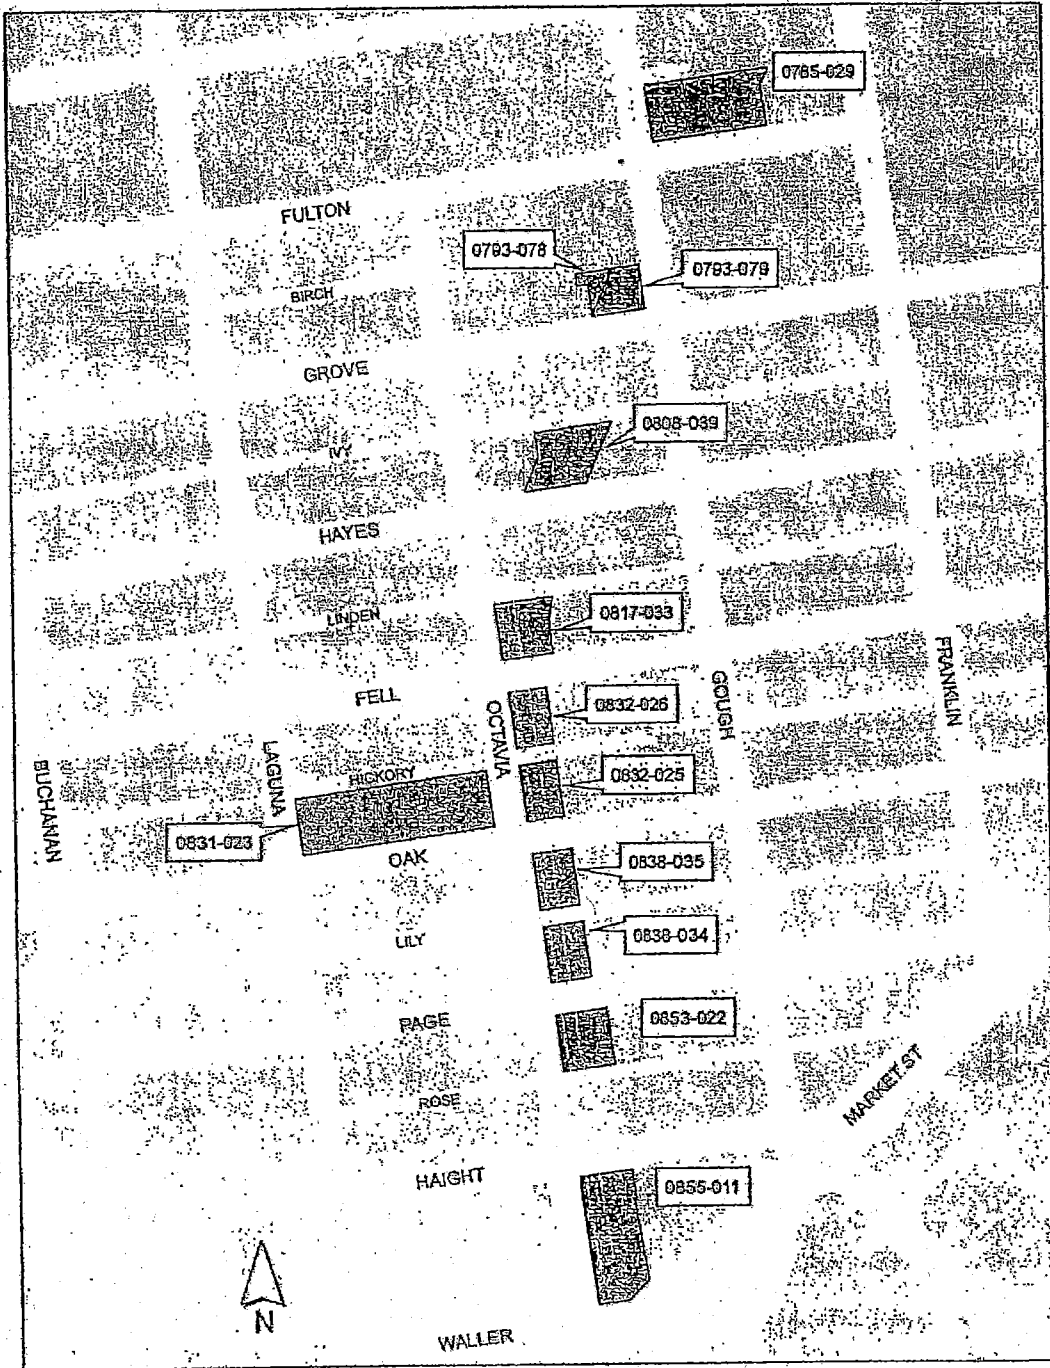 0785-029
FULTON
0793-078
0793-079
BIRCH
GROVE
0808-039
IVY
HAYES
0817-033
LINDEN
FELL
0832-026
OCTAVIA
GOUGH
FRANKLIN
LAGUNA
HICKORY
0832-025
BUCHANAN
0831-023
OAK
0838-035
LILY
0838-034
PAGE
0853-022
ROSE
MARKET ST
HAIGHT
0855-011
N
WALLER